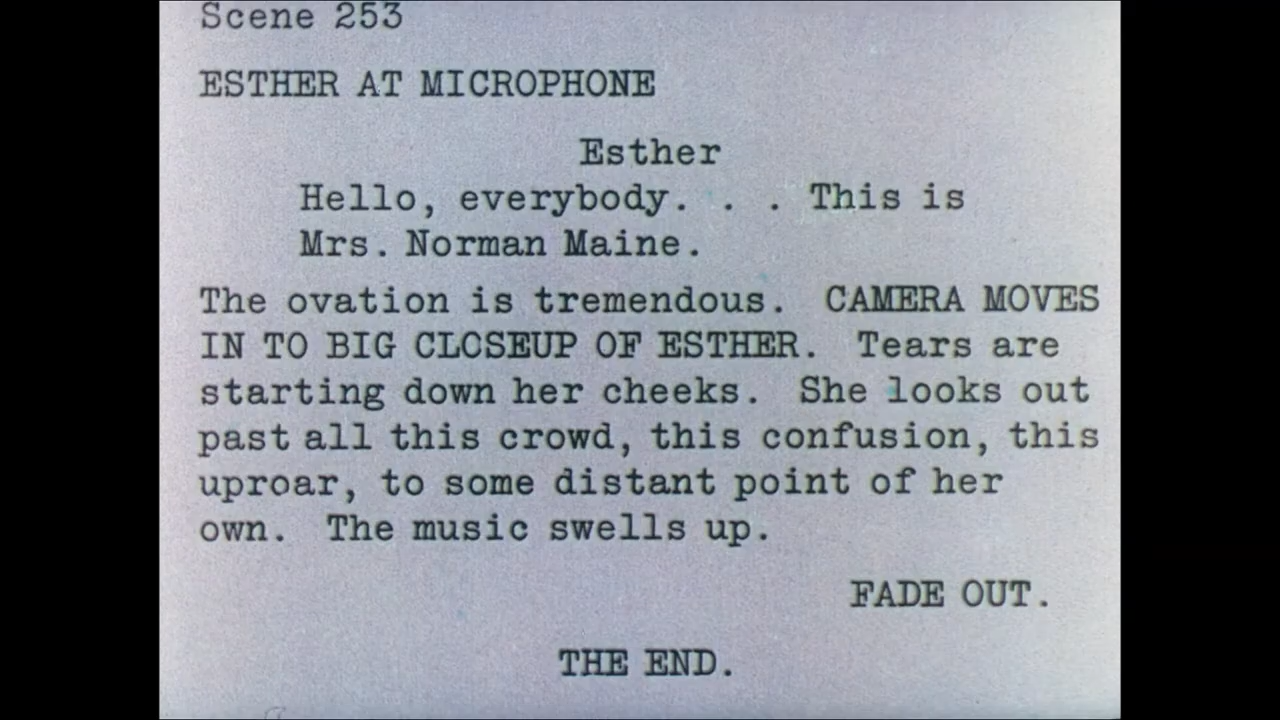 Scene 253
ESTHER AT MICROPHONE
Esther
Hello, everybody. . . This is
Mrs. Norman Maine.
The ovation is tremendous. CAMERA MOVES
IN TO BIG CLOSEUP OF ESTHER. Tears are
starting down her cheeks. She looks out
past all this crowd, this confusion, this
uproar, to some distant point of her
own. The music swells up.
FADE OUT.
THE END.